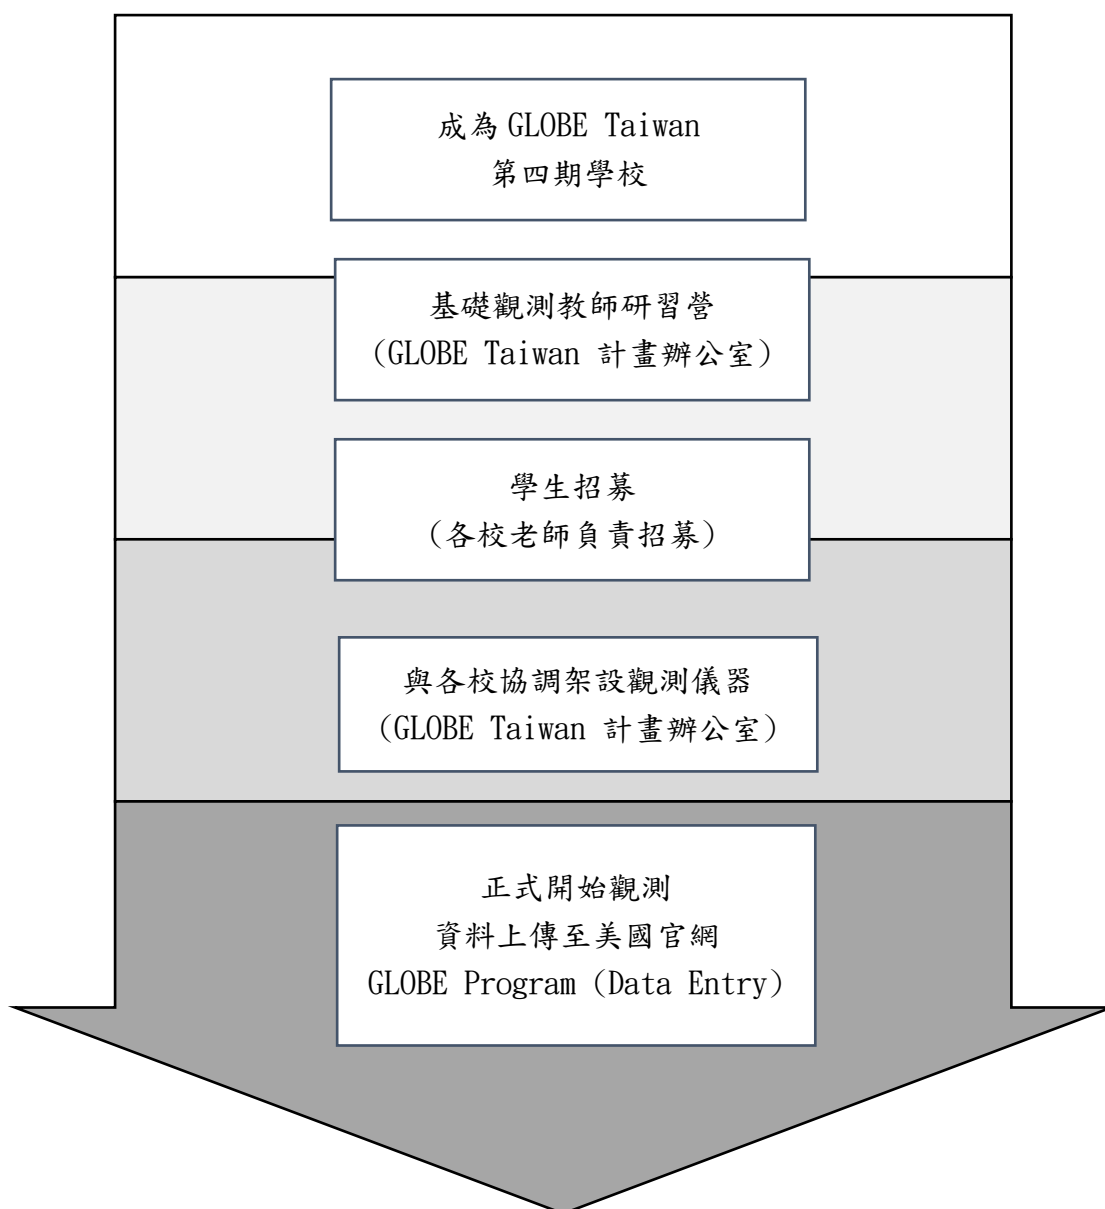 成為 GLOBE Taiwan
第四期學校
基礎觀測教師研習營
(GLOBE Taiwan 計畫辦公室)
學生招募
(各校老師負責招募)
與各校協調架設觀測儀器
(GLOBE Taiwan 計畫辦公室)
正式開始觀測
資料上傳至美國官網
GLOBE Program (Data Entry)